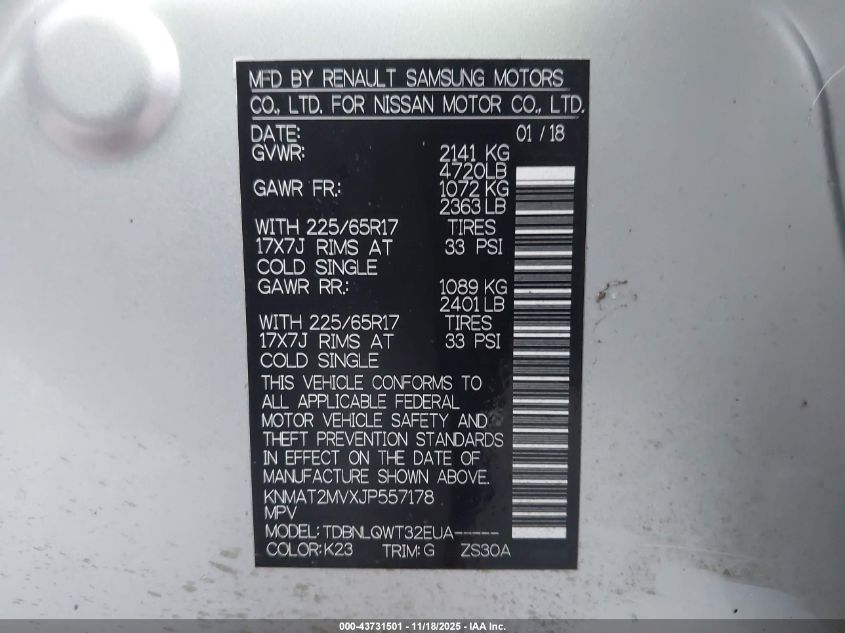 MFD BY RENAULT SAMSUNG MOTORS
CO., LTD. FOR NISSAN MOTOR CO., LTD.
DATE: 01 / 18
GVWR: 2141 KG
4720LB
GAWR FR.: 1072 KG
2363 LB
WITH 225/65R17 TIRES
17X7J RIMS AT 33 PSI
COLD SINGLE
GAWR RR.: 1089 KG
2401 LB
WITH 225/65R17 TIRES
17X7J RIMS AT 33 PSI
COLD SINGLE
THIS VEHICLE CONFORMS TO
ALL APPLICABLE FEDERAL
MOTOR VEHICLE SAFETY AND
THEFT PREVENTION STANDARDS
IN EFFECT ON THE DATE OF
MANUFACTURE SHOWN ABOVE.
KNMAT2MVXJP557178
MPV
MODEL: TDBNLQWT32EUA-----
COLOR: K23 TRIM: G ZS30A
000-43731501 - 11/18/2025 - IAA Inc.